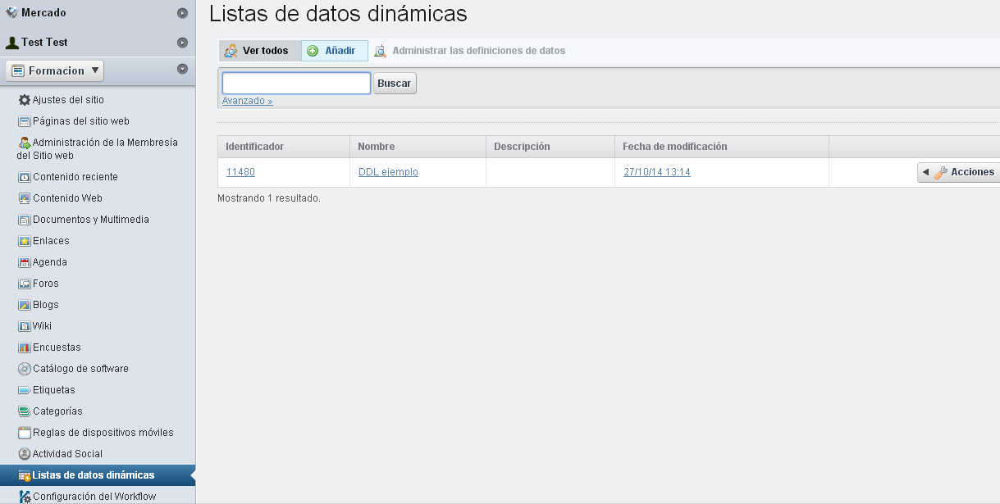 Mercado
Test Test
Formacion
Ajustes del sitio
Páginas del sitio web
Administración de la Membresía
del Sitio web
Contenido reciente
Contenido Web
Documentos y Multimedia
Enlaces
Agenda
Foros
Blogs
Wiki
Encuestas
Catálogo de software
Etiquetas
Categorías
Reglas de dispositivos móviles
Actividad Social
Listas de datos dinámicas
Configuración del Workflow
Listas de datos dinámicas
Ver todos Añadir Administrar las definiciones de datos
Buscar
Avanzado »
Identificador Nombre Descripción Fecha de modificación
11480 DDL ejemplo 27/10/14 13:14 Acciones
Mostrando 1 resultado.